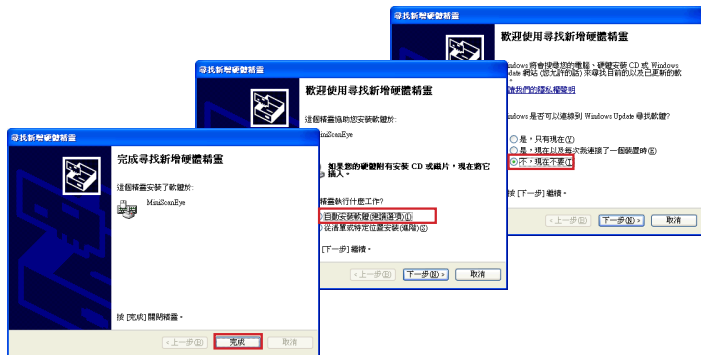 尋找新增硬體精靈
歡迎使用尋找新增硬體精靈
Windows 將會搜尋您的電腦、硬體安裝 CD 或 Windows
Update 網站 (您允許的話) 來尋找目前的以及已更新的軟
體。
讀我們的隱私權聲明
Windows 是否可以連線到 Windows Update 尋找軟體?
是，只有現在(Y)
是，現在以及每次我連接了一個裝置時(E)
不，現在不要(T)
按 [下一步] 繼續。
<上一步(B)
下一步(N)>
取消
尋找新增硬體精靈
歡迎使用尋找新增硬體精靈
這個精靈協助您安裝軟體於:
MiniScanEye
如果您的硬體附有安裝 CD 或磁片，現在將它
插入。
精靈執行什麼工作?
自動安裝軟體(建議選項)(I)
從清單或特定位置安裝(進階)(S)
[下一步] 繼續。
<上一步(B)
下一步(N)>
取消
尋找新增硬體精靈
完成尋找新增硬體精靈
這個精靈安裝了軟體於:
MiniScanEye
按 [完成] 關閉精靈。
<上一步(B)
完成
取消